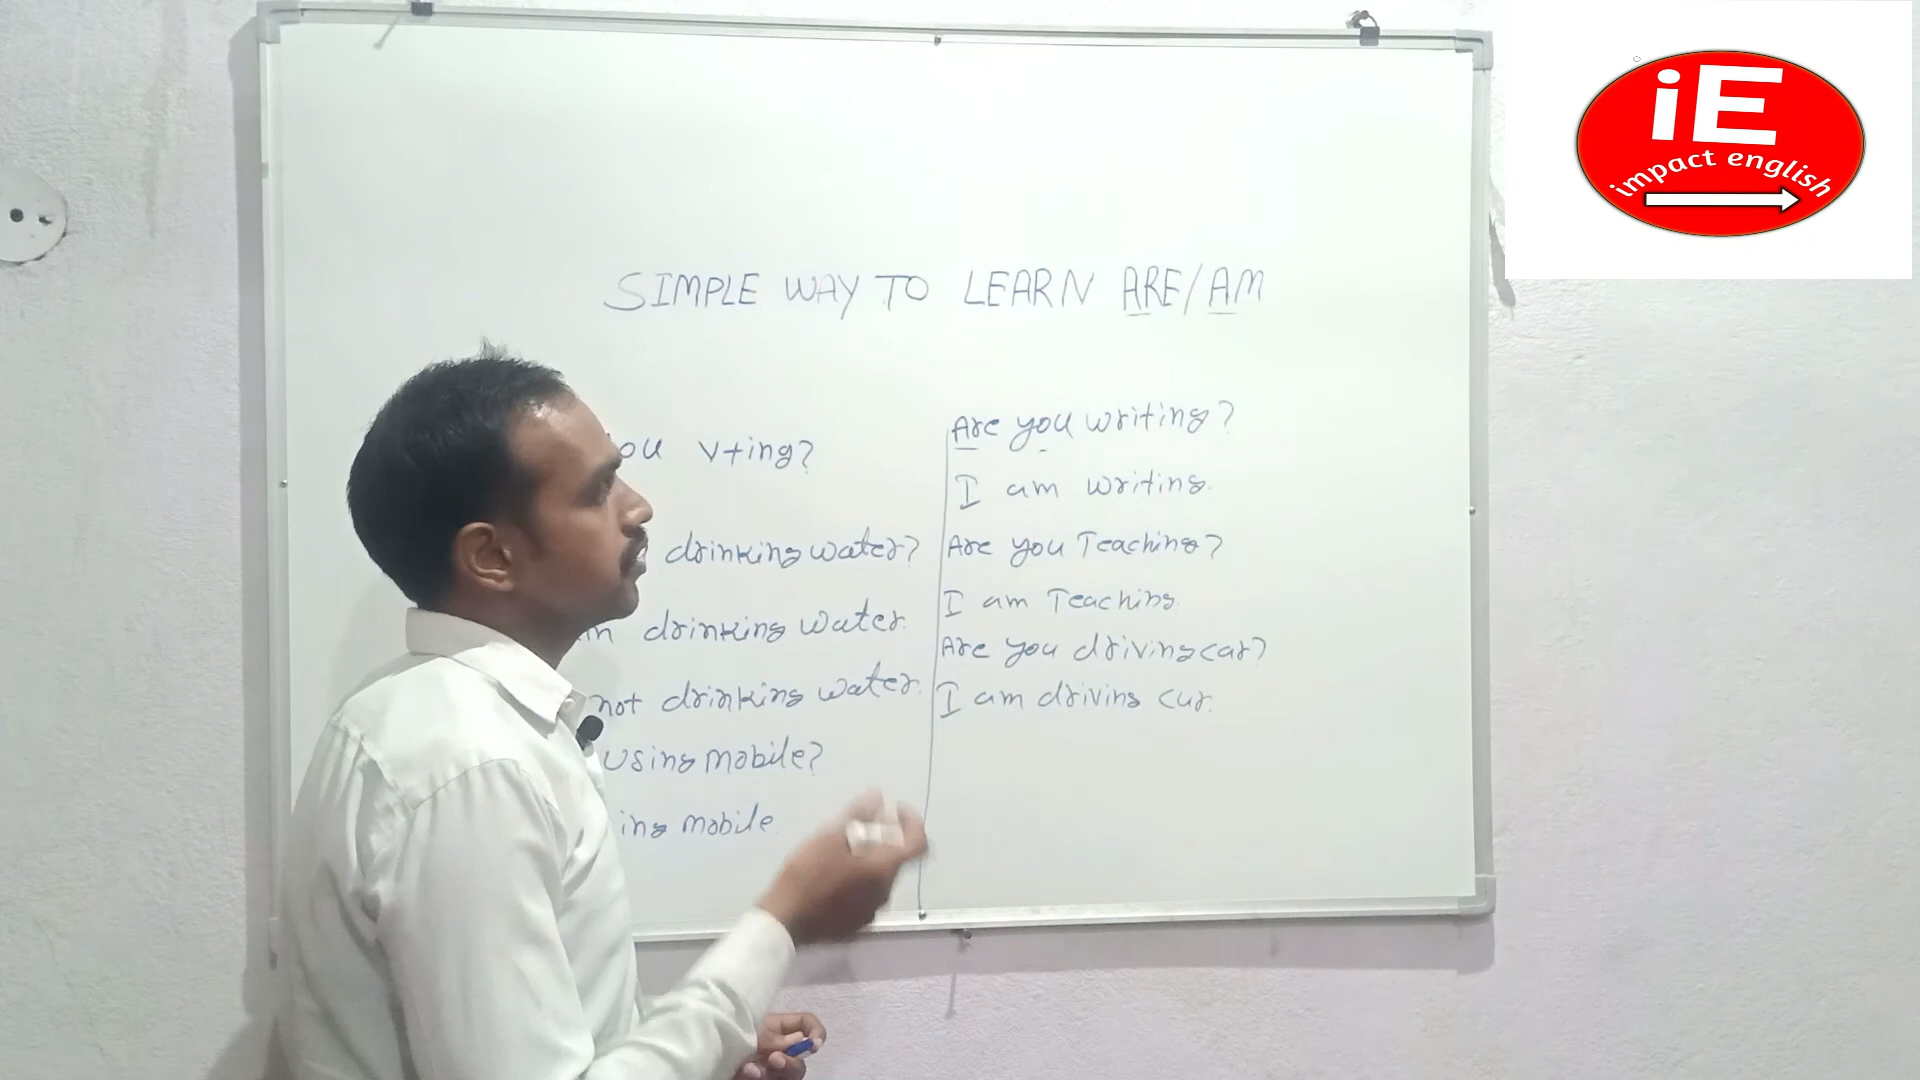 iE
impact english
SIMPLE WAY TO LEARN ARE/AM
ou v+ing?
drinking water?
drinking water.
not drinking water.
using mobile?
ing mobile.
Are you writing?
I am writing.
Are you Teaching?
I am Teaching.
Are you driving car?
I am driving car.